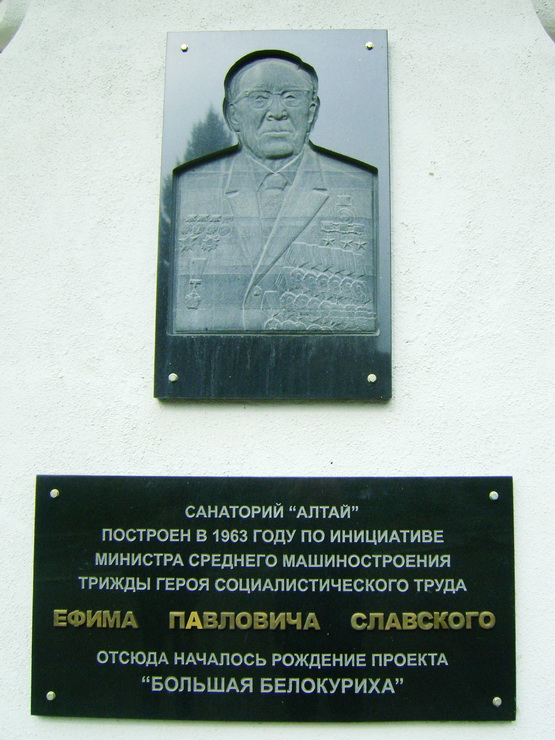 САНАТОРИЙ “АЛТАЙ”
ПОСТРОЕН В 1963 ГОДУ ПО ИНИЦИАТИВЕ
МИНИСТРА СРЕДНЕГО МАШИНОСТРОЕНИЯ
ТРИЖДЫ ГЕРОЯ СОЦИАЛИСТИЧЕСКОГО ТРУДА
ЕФИМА ПАВЛОВИЧА СЛАВСКОГО
ОТСЮДА НАЧАЛОСЬ РОЖДЕНИЕ ПРОЕКТА
“БОЛЬШАЯ БЕЛОКУРИХА”